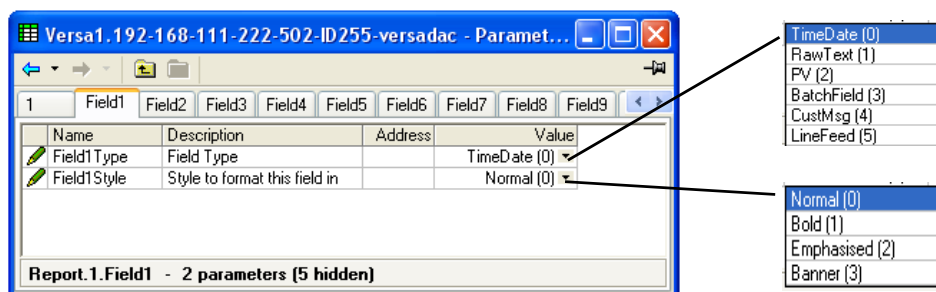 Versa1.192-168-111-222-502-ID255-versadac - Paramet...
1 Field1 Field2 Field3 Field4 Field5 Field6 Field7 Field8 Field9
Name Description Address Value
Field1Type Field Type TimeDate (0)
Field1Style Style to format this field in Normal (0)
Report.1.Field1 - 2 parameters (5 hidden)
TimeDate (0)
RawText (1)
PV (2)
BatchField (3)
CustMsg (4)
LineFeed (5)
Normal (0)
Bold (1)
Emphasised (2)
Banner (3)